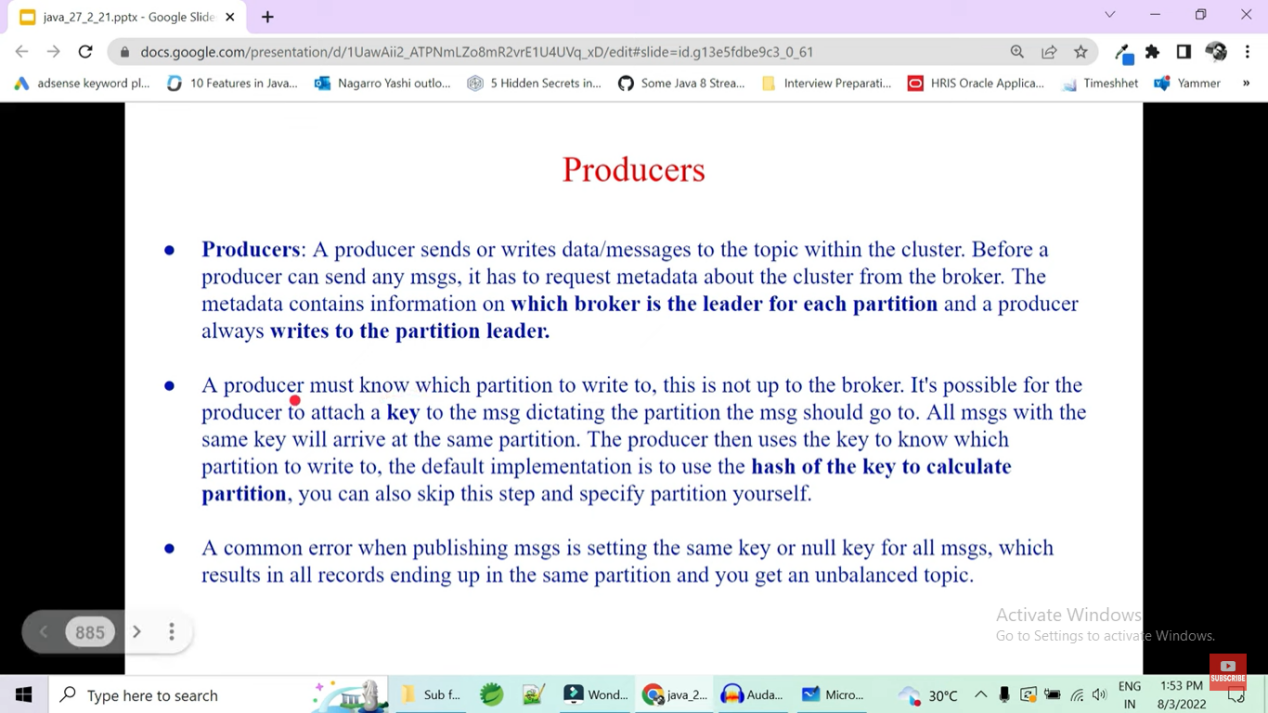 java_27_2_21.pptx - Google Slide
docs.google.com/presentation/d/1UawAii2_ATPNmLZo8mR2vrE1U4UVq_xD/edit#slide=id.g13e5fdbe9c3_0_61
adsense keyword pl... 10 Features in Java... Nagarro Yashi outlo... 5 Hidden Secrets in... Some Java 8 Strea... Interview Preparati... HRIS Oracle Applica... Timeshhet Yammer »
Producers
● Producers: A producer sends or writes data/messages to the topic within the cluster. Before a
producer can send any msgs, it has to request metadata about the cluster from the broker. The
metadata contains information on which broker is the leader for each partition and a producer
always writes to the partition leader.
● A producer must know which partition to write to, this is not up to the broker. It's possible for the
producer to attach a key to the msg dictating the partition the msg should go to. All msgs with the
same key will arrive at the same partition. The producer then uses the key to know which
partition to write to, the default implementation is to use the hash of the key to calculate
partition, you can also skip this step and specify partition yourself.
● A common error when publishing msgs is setting the same key or null key for all msgs, which
results in all records ending up in the same partition and you get an unbalanced topic.
885
Activate Windows
Go to Settings to activate Windows.
SUBSCRIBE
Type here to search Sub f... Wond... java_2... Auda... Micro... 30°C ENG 1:53 PM
IN 8/3/2022